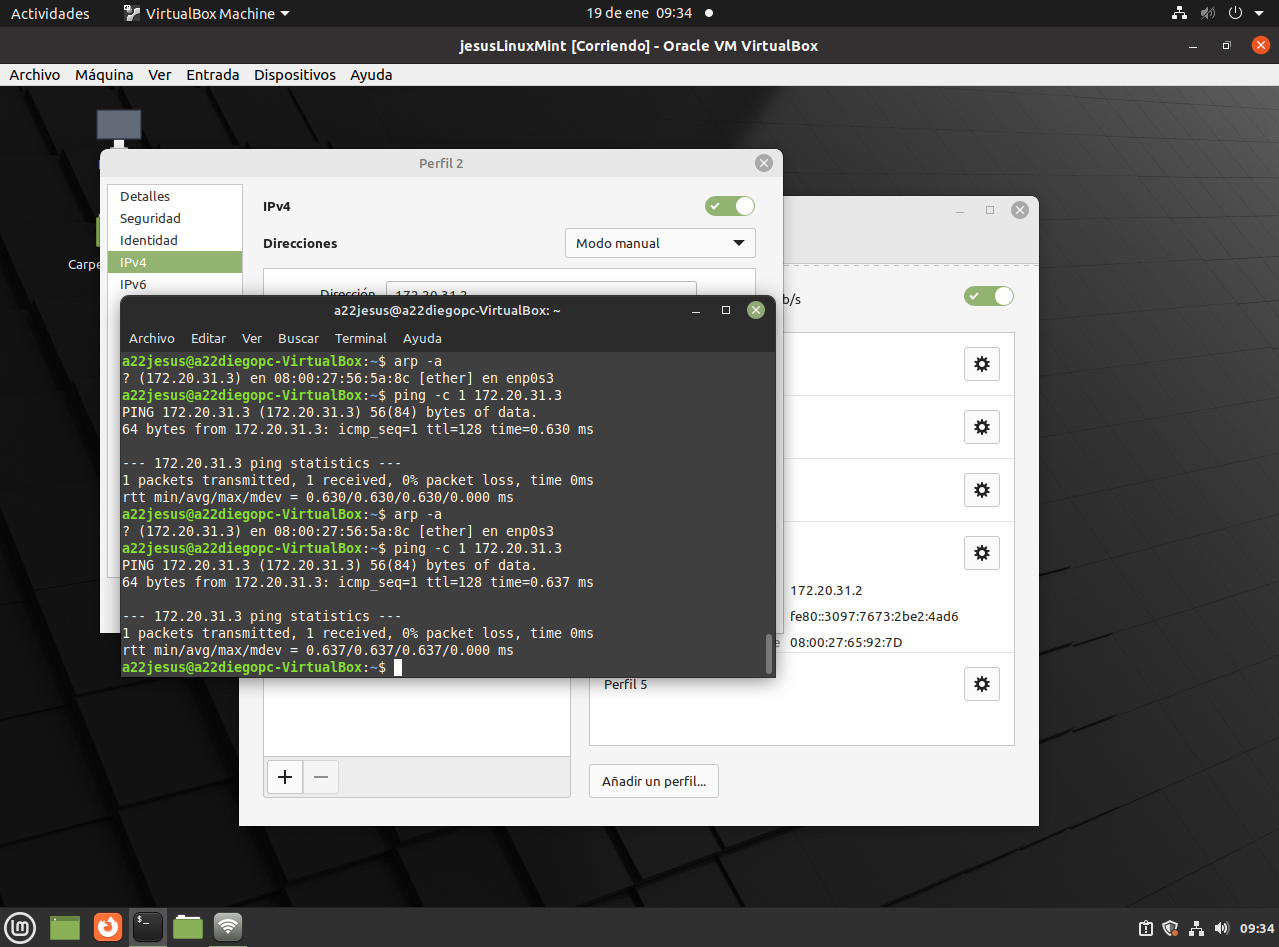 Actividades
VirtualBox Machine
19 de ene 09:34
jesusLinuxMint [Corriendo] - Oracle VM VirtualBox
Archivo Máquina Ver Entrada Dispositivos Ayuda
Perfil 2
Detalles
Seguridad
Identidad
IPv4
IPv6
IPv4
Direcciones
Modo manual
Dirección
172.20.31.2
Carpe
b/s
a22jesus@a22diegopc-VirtualBox: ~
Archivo Editar Ver Buscar Terminal Ayuda
a22jesus@a22diegopc-VirtualBox:~$ arp -a
? (172.20.31.3) en 08:00:27:56:5a:8c [ether] en enp0s3
a22jesus@a22diegopc-VirtualBox:~$ ping -c 1 172.20.31.3
PING 172.20.31.3 (172.20.31.3) 56(84) bytes of data.
64 bytes from 172.20.31.3: icmp_seq=1 ttl=128 time=0.630 ms
--- 172.20.31.3 ping statistics ---
1 packets transmitted, 1 received, 0% packet loss, time 0ms
rtt min/avg/max/mdev = 0.630/0.630/0.630/0.000 ms
a22jesus@a22diegopc-VirtualBox:~$ arp -a
? (172.20.31.3) en 08:00:27:56:5a:8c [ether] en enp0s3
a22jesus@a22diegopc-VirtualBox:~$ ping -c 1 172.20.31.3
PING 172.20.31.3 (172.20.31.3) 56(84) bytes of data.
64 bytes from 172.20.31.3: icmp_seq=1 ttl=128 time=0.637 ms
--- 172.20.31.3 ping statistics ---
1 packets transmitted, 1 received, 0% packet loss, time 0ms
rtt min/avg/max/mdev = 0.637/0.637/0.637/0.000 ms
a22jesus@a22diegopc-VirtualBox:~$
172.20.31.2
fe80::3097:7673:2be2:4ad6
e 08:00:27:65:92:7D
Perfil 5
Añadir un perfil...
09:34